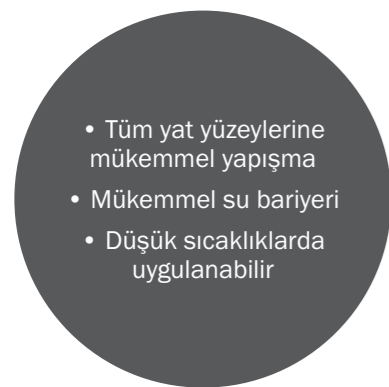 • Tüm yat yüzeylerine
mükemmel yapışma
• Mükemmel su bariyeri
• Düşük sıcaklıklarda
uygulanabilir